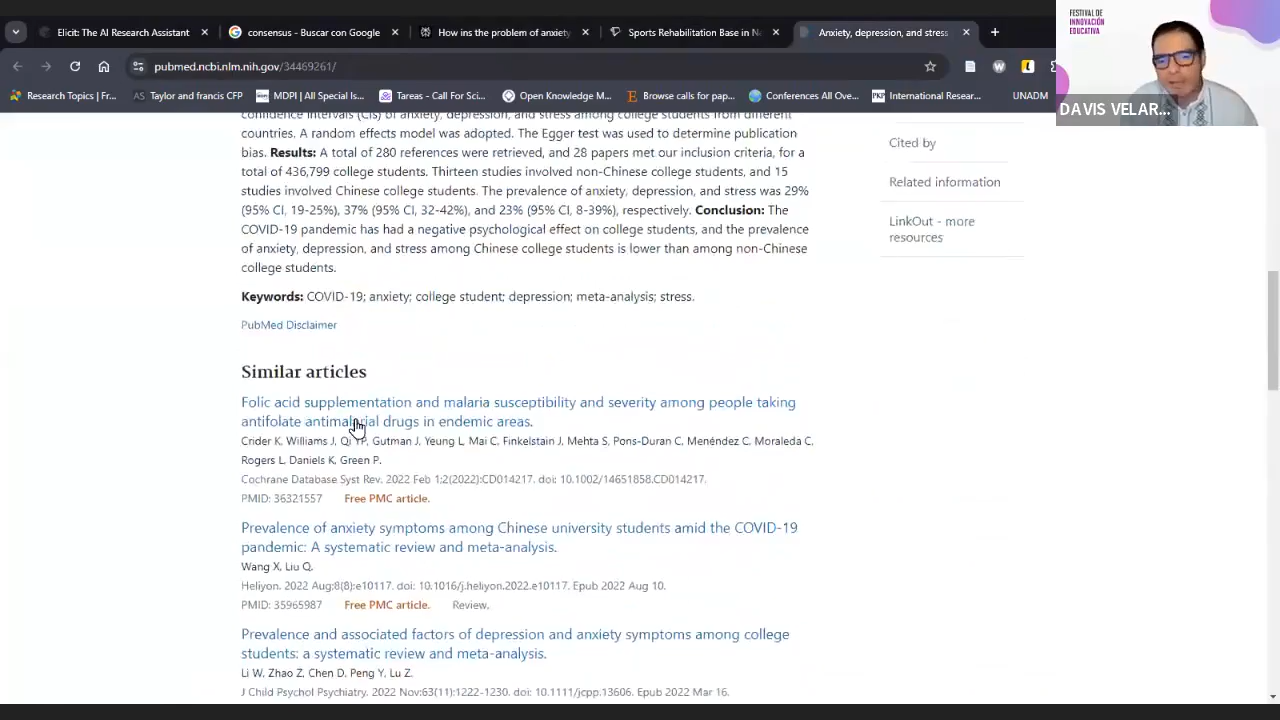 Elicit: The AI Research Assistant
consensus - Buscar con Google
How ins the problem of anxiety
Sports Rehabilitation Base in N
Anxiety, depression, and stress
pubmed.ncbi.nlm.nih.gov/34469261/
Research Topics | Fr...
AS Taylor and francis CFP
MDPI | All Special Is...
Tareas - Call For ...
Open Knowledge M...
Browse calls for pap...
Conferences All Ove...
PKP International Resear...
UNADM
FESTIVAL DE
INNOVACIÓN
EDUCATIVA
DAVIS VELAR...
confidence intervals (CIs) of anxiety, depression, and stress among college students from different
countries. A random effects model was adopted. The Egger test was used to determine publication
bias. Results: A total of 280 references were retrieved, and 28 papers met our inclusion criteria, for a
total of 436,799 college students. Thirteen studies involved non-Chinese college students, and 15
studies involved Chinese college students. The prevalence of anxiety, depression, and stress was 29%
(95% CI, 19-25%), 37% (95% CI, 32-42%), and 23% (95% CI, 8-39%), respectively. Conclusion: The
COVID-19 pandemic has had a negative psychological effect on college students, and the prevalence
of anxiety, depression, and stress among Chinese college students is lower than among non-Chinese
college students.
Keywords: COVID-19; anxiety; college student; depression; meta-analysis; stress.
PubMed Disclaimer
Similar articles
Folic acid supplementation and malaria susceptibility and severity among people taking
antifolate antimalarial drugs in endemic areas.
Crider K, Williams J, Qi YP, Gutman J, Yeung L, Mai C, Finkelstain J, Mehta S, Pons-Duran C, Menéndez C, Moraleda C,
Rogers L, Daniels K, Green P.
Cochrane Database Syst Rev. 2022 Feb 1;2(2022):CD014217. doi: 10.1002/14651858.CD014217.
PMID: 36321557 Free PMC article.
Prevalence of anxiety symptoms among Chinese university students amid the COVID-19
pandemic: A systematic review and meta-analysis.
Wang X, Liu Q.
Heliyon. 2022 Aug;8(8):e10117. doi: 10.1016/j.heliyon.2022.e10117. Epub 2022 Aug 10.
PMID: 35965987 Free PMC article. Review.
Prevalence and associated factors of depression and anxiety symptoms among college
students: a systematic review and meta-analysis.
Li W, Zhao Z, Chen D, Peng Y, Lu Z.
J Child Psychol Psychiatry. 2022 Nov;63(11):1222-1230. doi: 10.1111/jcpp.13606. Epub 2022 Mar 16.
Cited by
Related information
LinkOut - more
resources